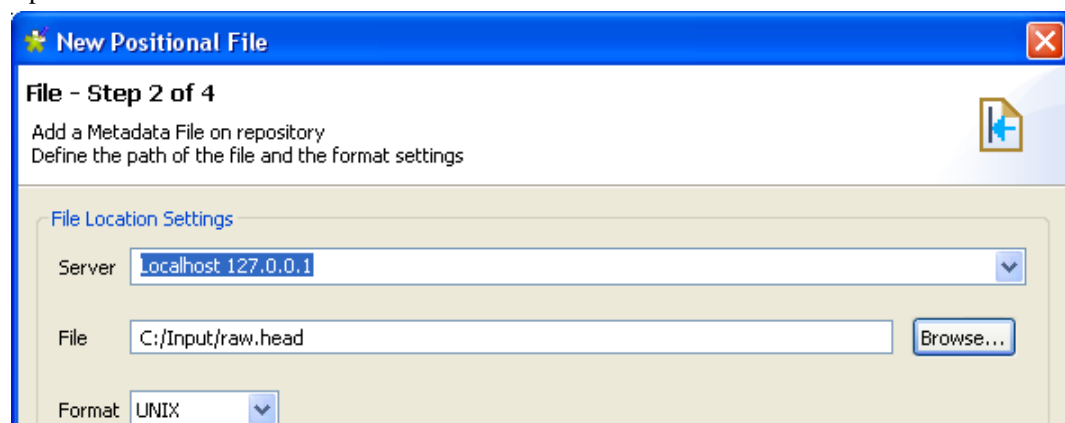 New Positional File
File - Step 2 of 4
Add a Metadata File on repository
Define the path of the file and the format settings
File Location Settings
Server Localhost 127.0.0.1
File C:/Input/raw.head Browse...
Format UNIX